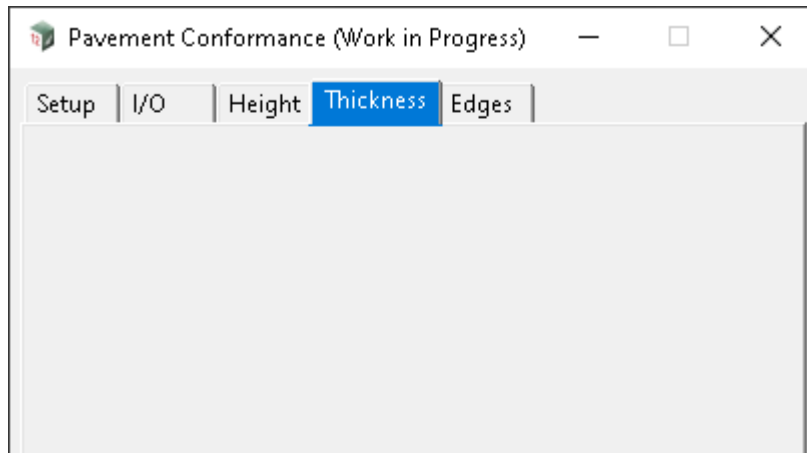 Pavement Conformance (Work in Progress)
Setup I/O Height Thickness Edges